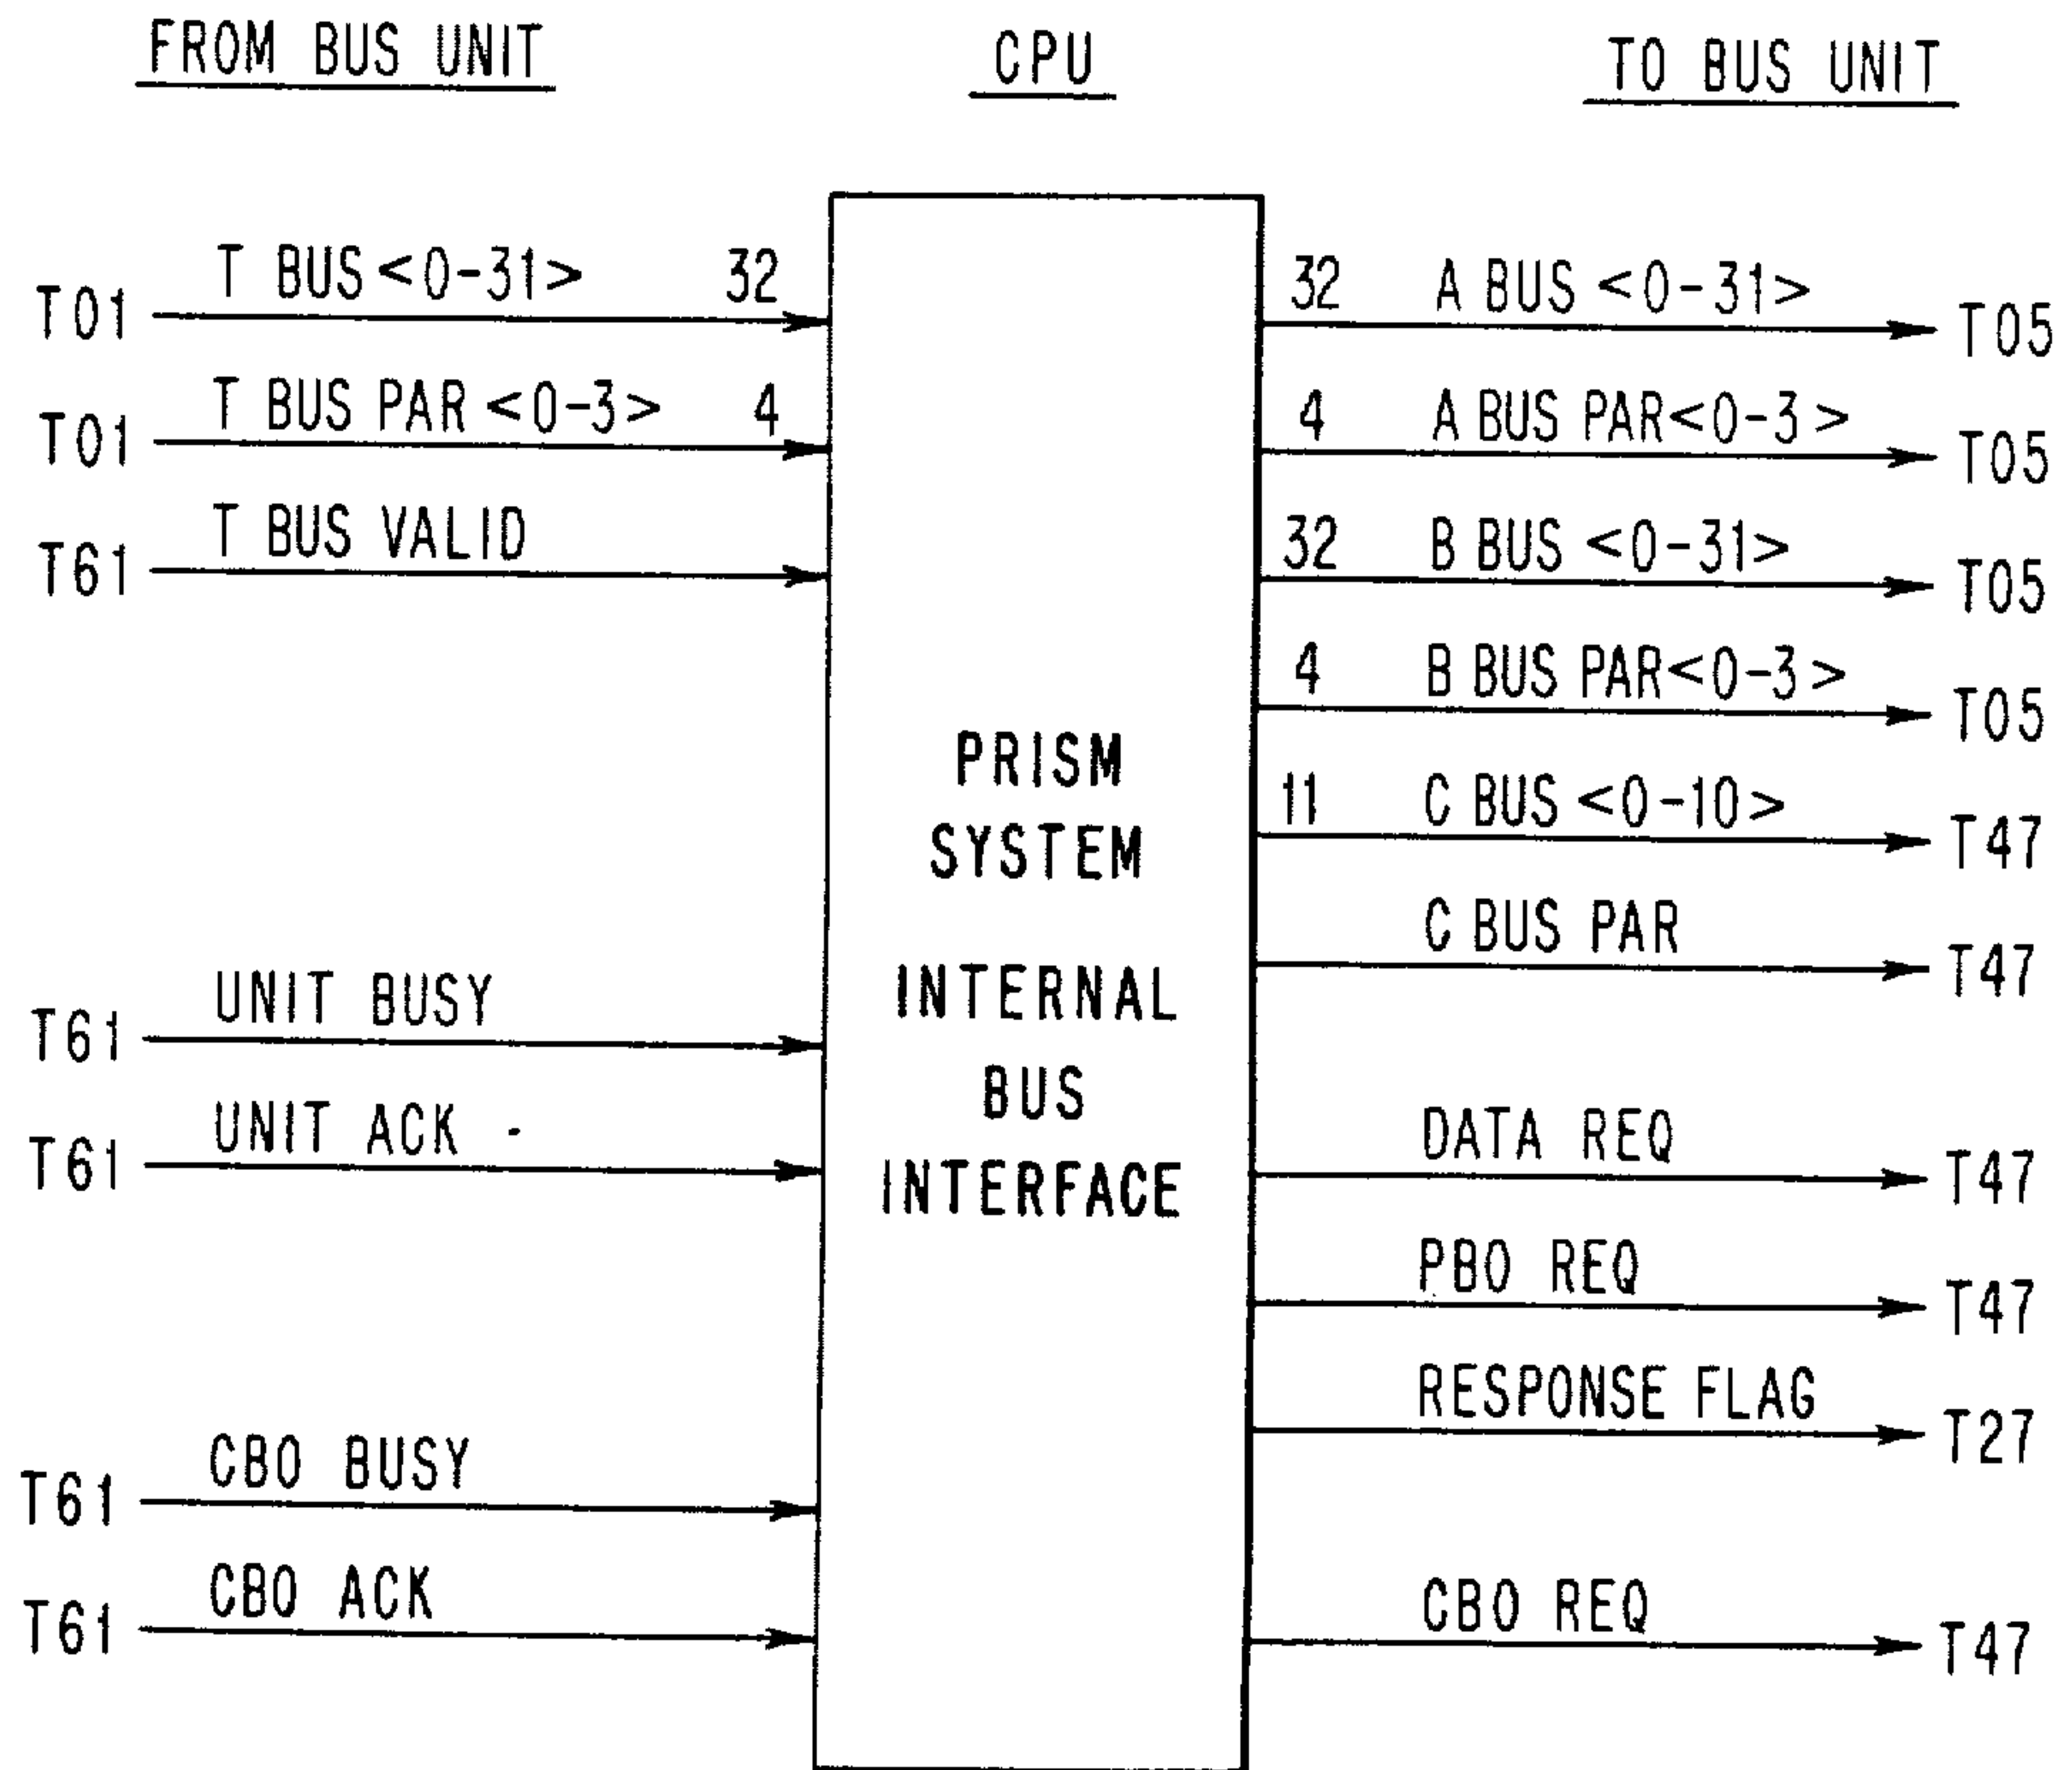 FROM BUS UNIT
CPU
TO BUS UNIT
T01 T BUS <0-31> 32
T01 T BUS PAR <0-3> 4
T61 T BUS VALID
T61 UNIT BUSY
T61 UNIT ACK -
T61 CBO BUSY
T61 CBO ACK
PRISM
SYSTEM
INTERNAL
BUS
INTERFACE
32 A BUS <0-31> T05
4 A BUS PAR <0-3> T05
32 B BUS <0-31> T05
4 B BUS PAR <0-3> T05
11 C BUS <0-10> T47
C BUS PAR T47
DATA REQ T47
PBO REQ T47
RESPONSE FLAG T27
CBO REQ T47